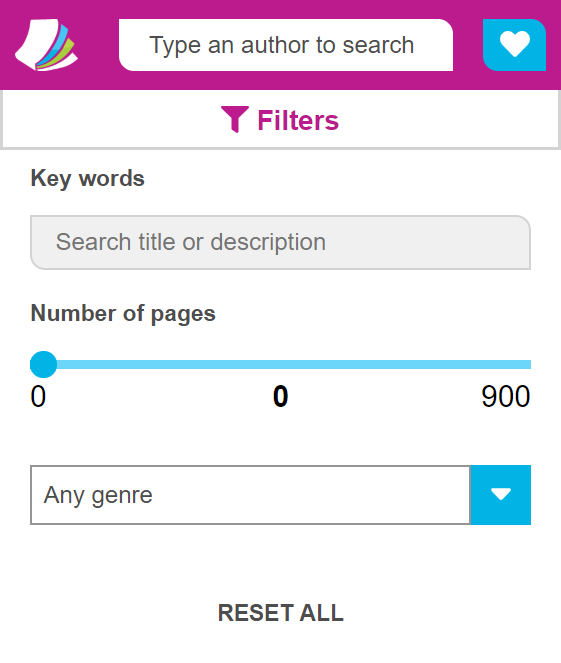 Type an author to search
Filters
Key words
Search title or description
Number of pages
0 0 900
Any genre
RESET ALL